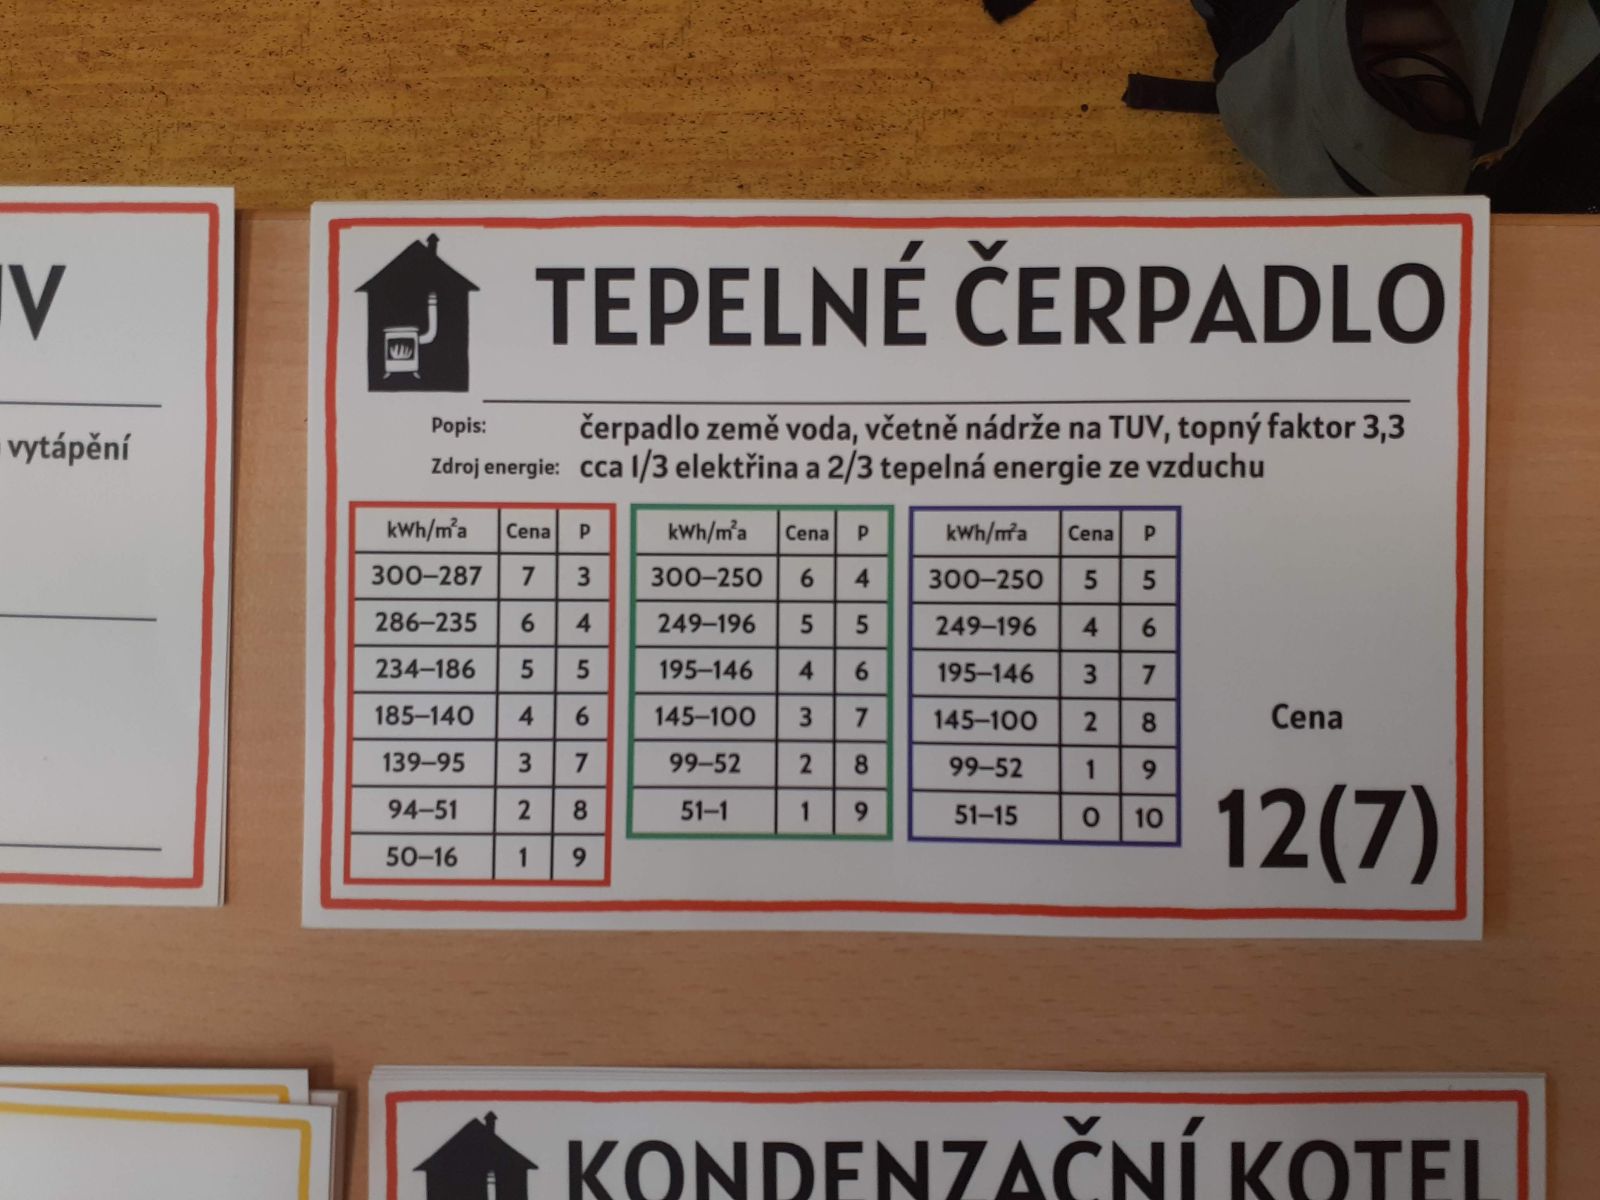 UV
vytápění
TEPELNÉ ČERPADLO
Popis: čerpadlo země voda, včetně nádrže na TUV, topný faktor 3,3
Zdroj energie: cca 1/3 elektřina a 2/3 tepelná energie ze vzduchu
kWh/m²a Cena P
300–287 7 3
286–235 6 4
234–186 5 5
185–140 4 6
139–95 3 7
94–51 2 8
50–16 1 9
kWh/m²a Cena P
300–250 6 4
249–196 5 5
195–146 4 6
145–100 3 7
99–52 2 8
51–1 1 9
kWh/m²a Cena P
300–250 5 5
249–196 4 6
195–146 3 7
145–100 2 8
99–52 1 9
51–15 0 10
Cena
12(7)
KONDENZAČNÍ KOTEL